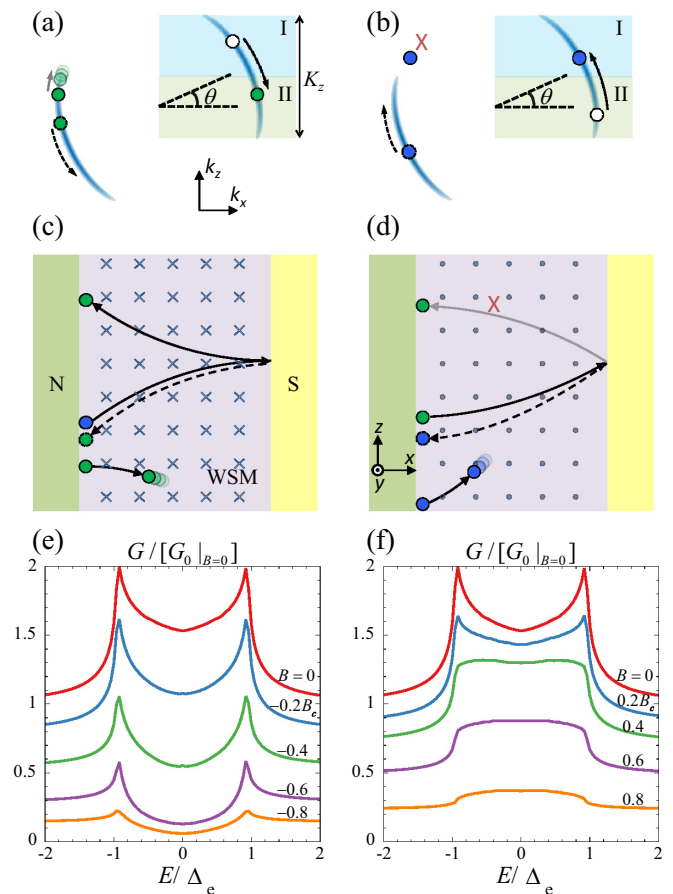 (a)
I
II
θ
K_z
(b)
X
I
II
θ
k_z
k_x
(c)
N
S
WSM
(d)
X
z
x
y
(e)
G/[G_0|_{B=0}]
2
1.5
1
0.5
0
B=0
−0.2B_c
−0.4
−0.6
−0.8
-2 -1 0 1 2
E/Δ_e
(f)
G/[G_0|_{B=0}]
2
1.5
1
0.5
0
B=0
0.2B_c
0.4
0.6
0.8
-2 -1 0 1 2
E/Δ_e